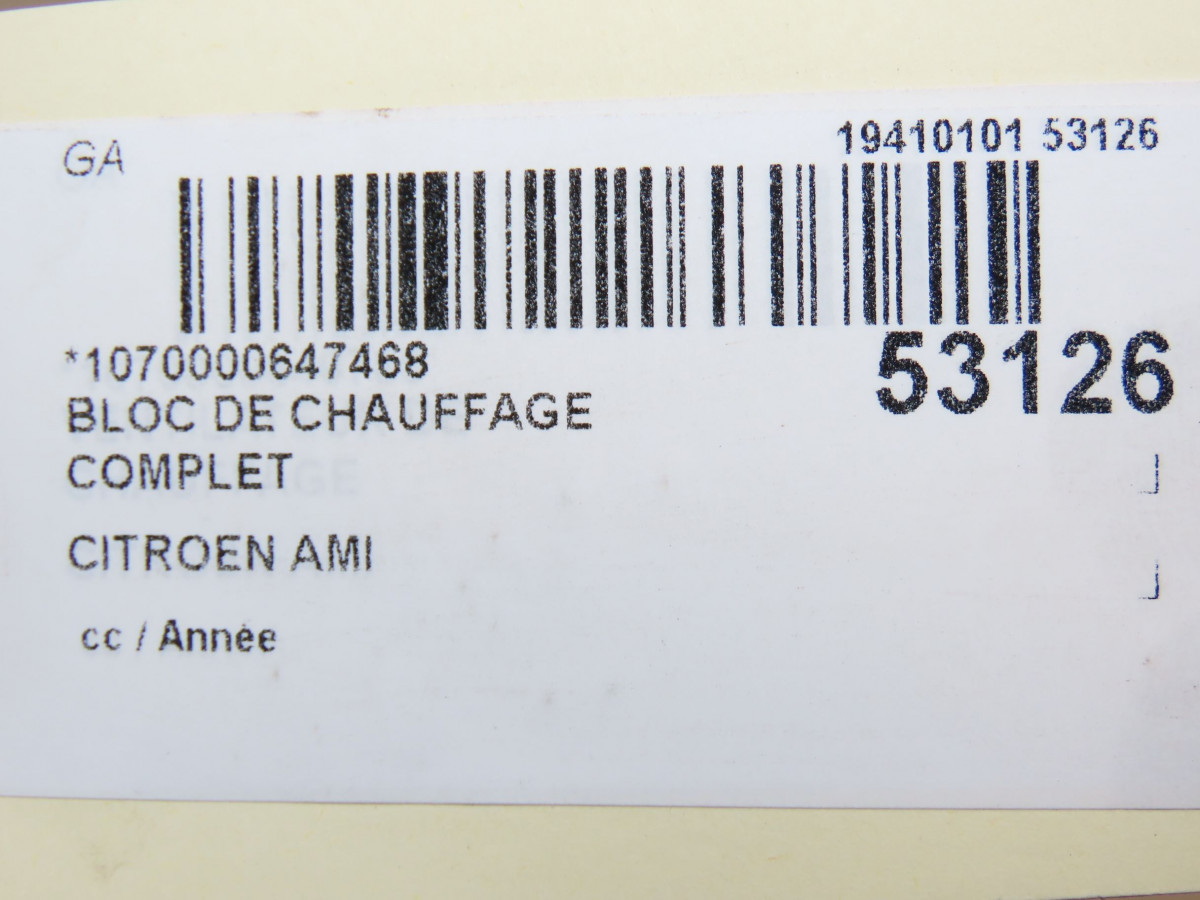 GA
19410101 53126
*1070000647468
53126
BLOC DE CHAUFFAGE
COMPLET
CITROEN AMI
cc / Année